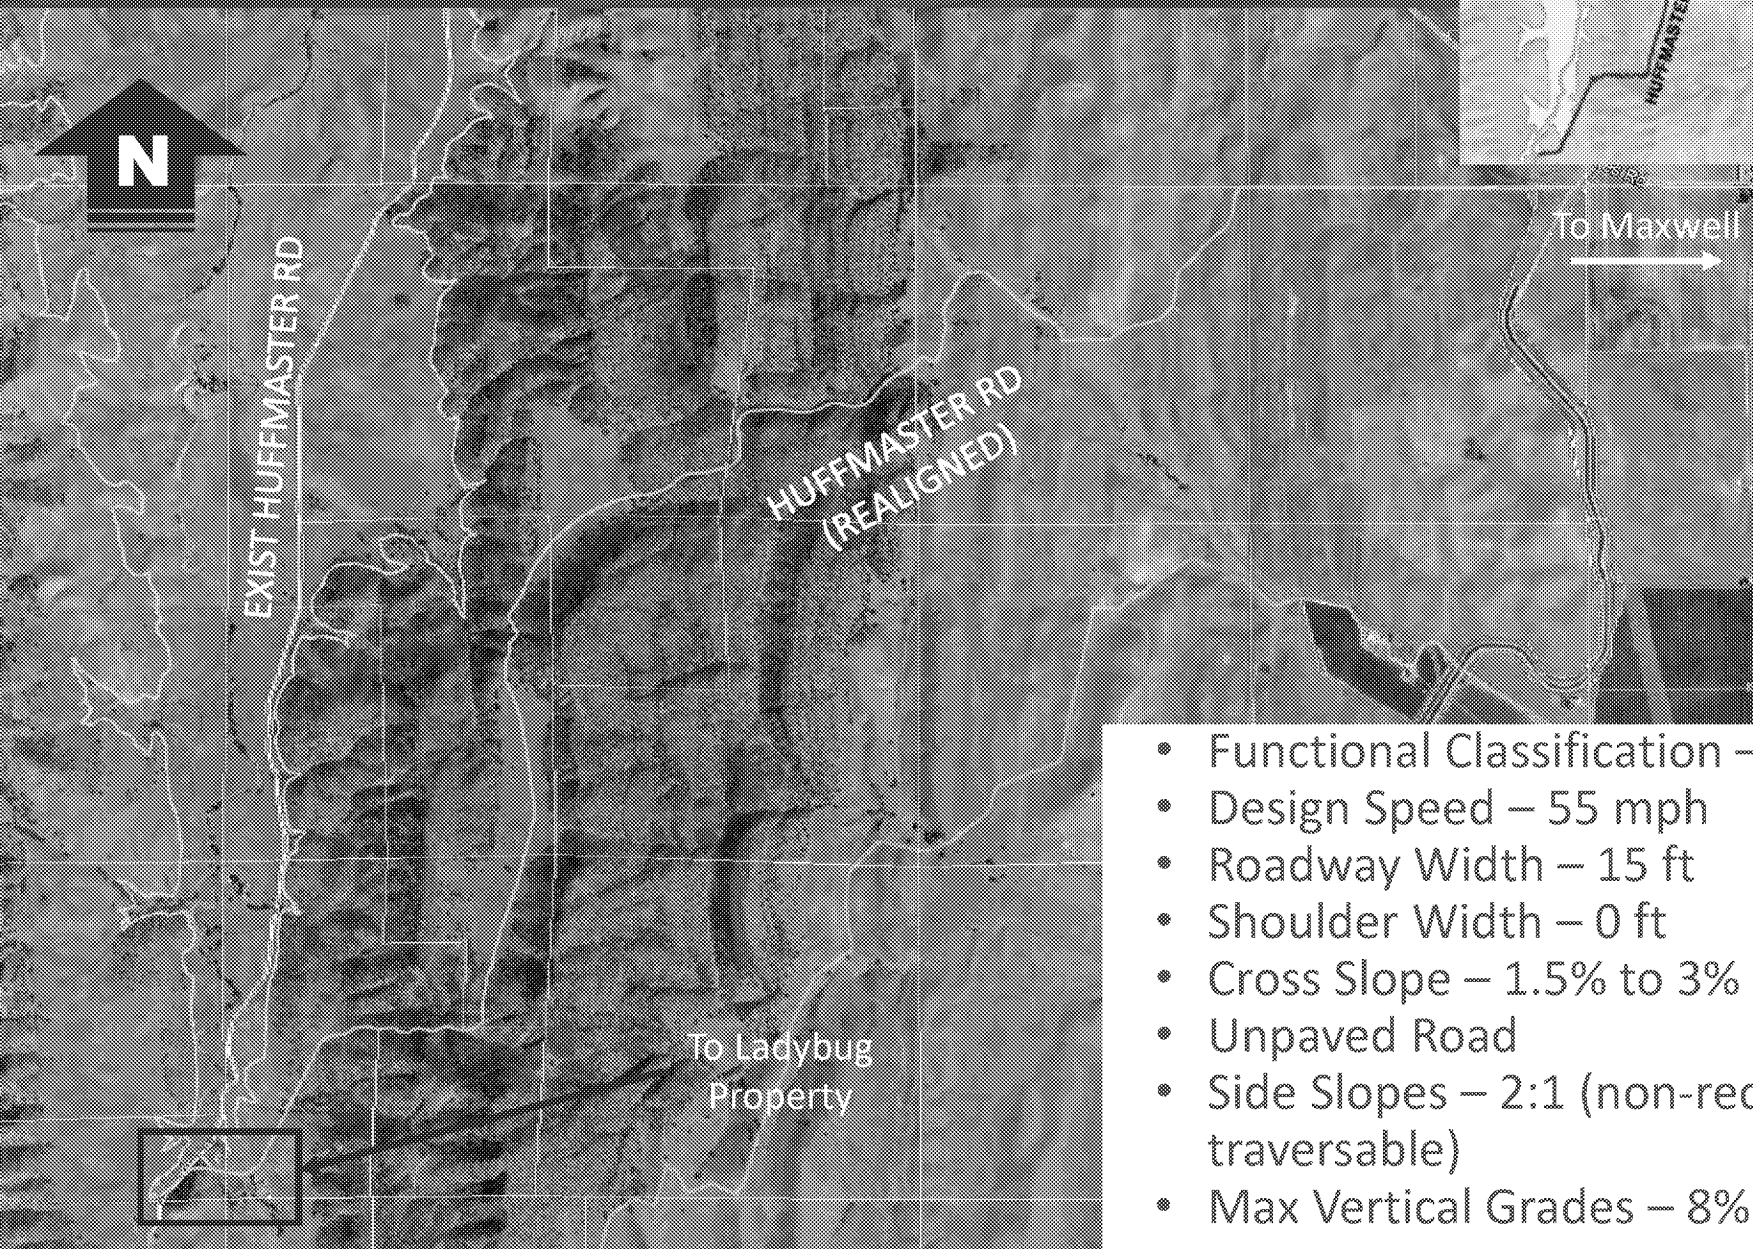 HUFFMASTE
N
To Maxwell
EXIST HUFFMASTER RD
HUFFMASTER RD
(REALIGNED)
To Ladybug
Property
• Functional Classification –
• Design Speed – 55 mph
• Roadway Width – 15 ft
• Shoulder Width – 0 ft
• Cross Slope – 1.5% to 3%
• Unpaved Road
• Side Slopes – 2:1 (non-rec
traversable)
• Max Vertical Grades – 8%